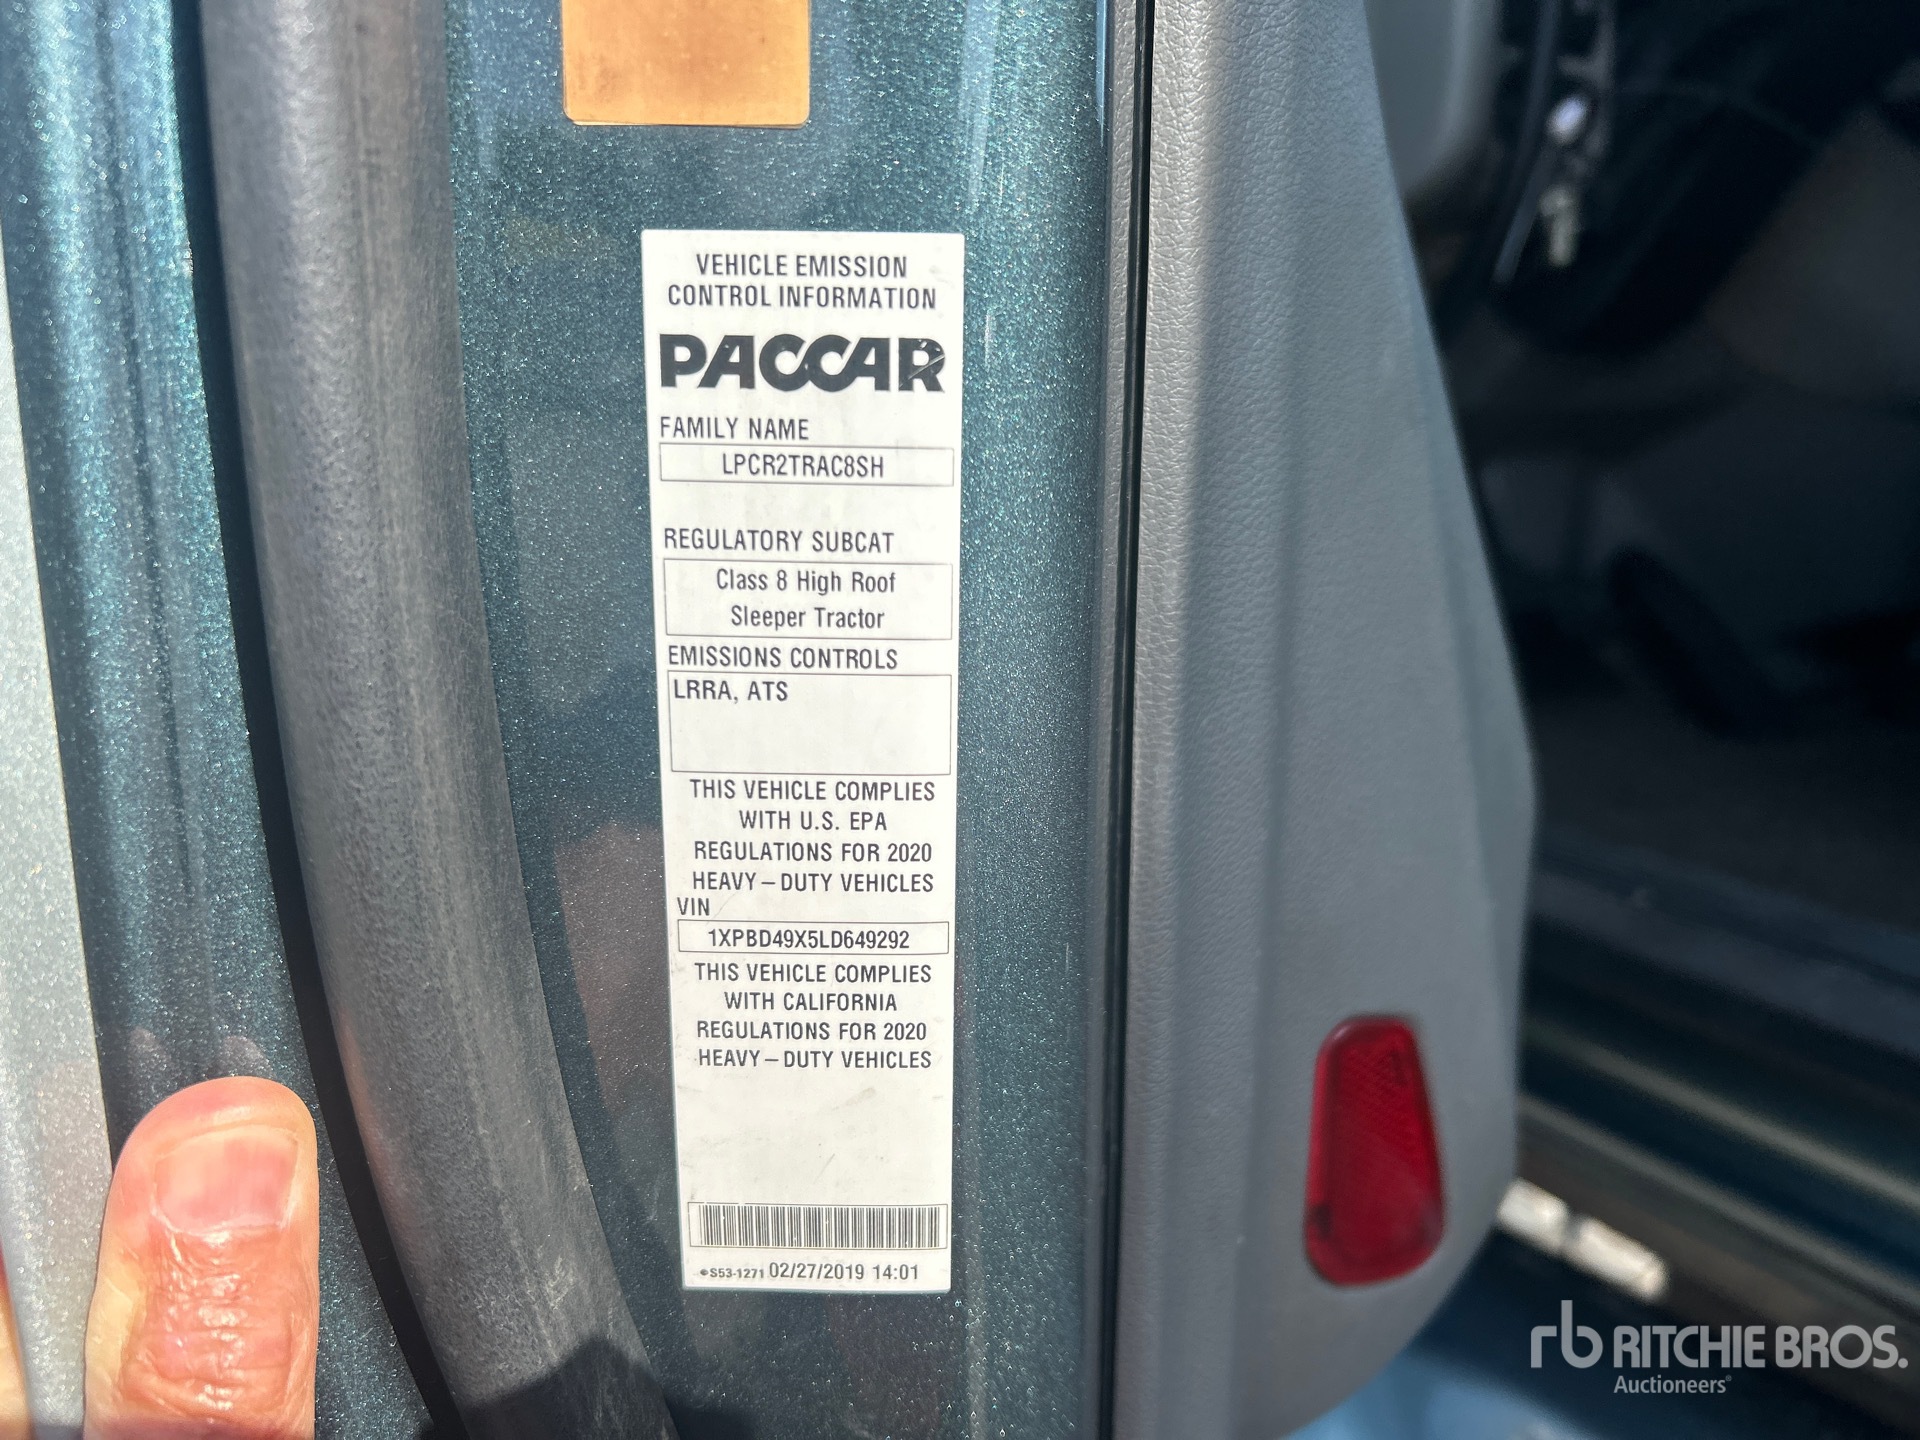 VEHICLE EMISSION
CONTROL INFORMATION
PACCAR
FAMILY NAME
LPCR2TRAC8SH
REGULATORY SUBCAT
Class 8 High Roof
Sleeper Tractor
EMISSIONS CONTROLS
LRRA, ATS
THIS VEHICLE COMPLIES
WITH U.S. EPA
REGULATIONS FOR 2020
HEAVY – DUTY VEHICLES
VIN
1XPBD49X5LD649292
THIS VEHICLE COMPLIES
WITH CALIFORNIA
REGULATIONS FOR 2020
HEAVY – DUTY VEHICLES
S53-1271 02/27/2019 14:01
rb RITCHIE BROS.
Auctioneers®